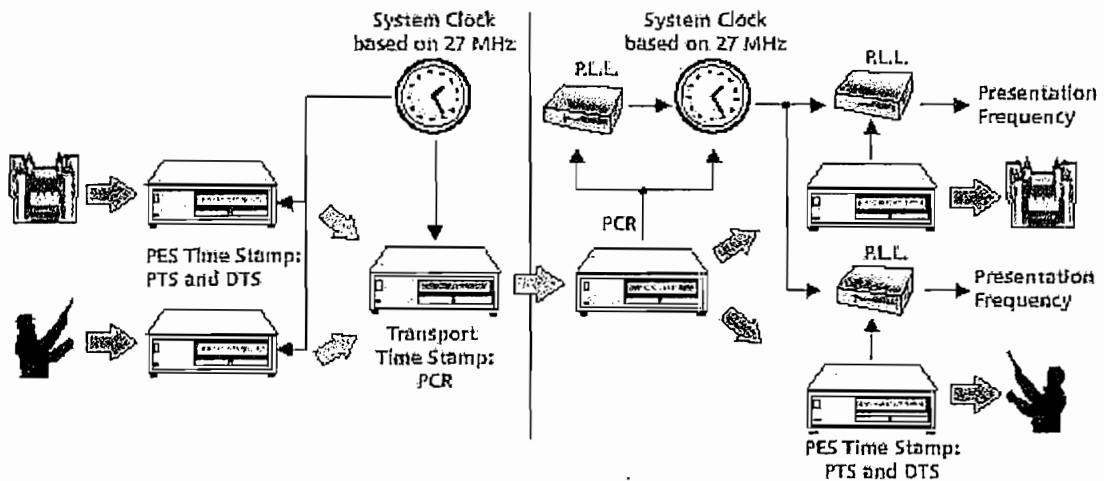 System Clock
based on 27 MHz
System Clock
based on 27 MHz
P.L.L.
P.L.L.
Presentation
Frequency
PCR
PES Time Stamp:
PTS and DTS
P.L.L.
Presentation
Frequency
Transport
Time Stamp:
PCR
PES Time Stamp:
PTS and DTS